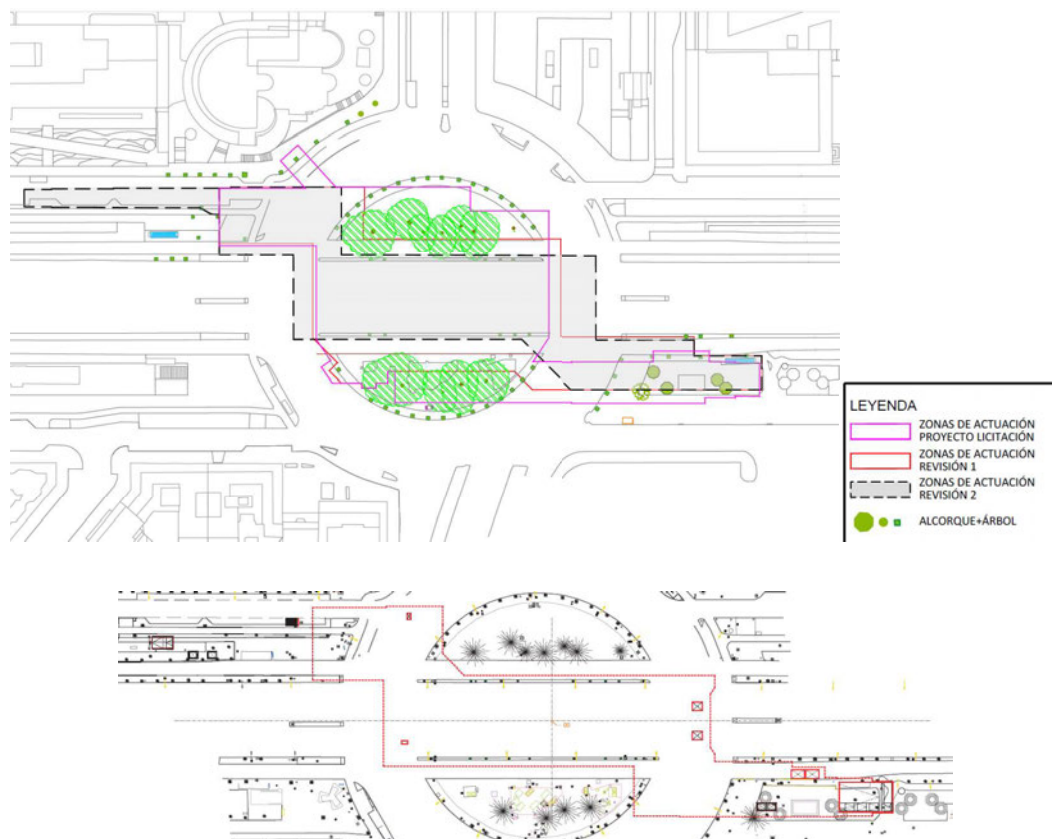 LEYENDA
ZONAS DE ACTUACIÓN
PROYECTO LICITACIÓN
ZONAS DE ACTUACIÓN
REVISIÓN 1
ZONAS DE ACTUACIÓN
REVISIÓN 2
ALCORQUE+ÁRBOL